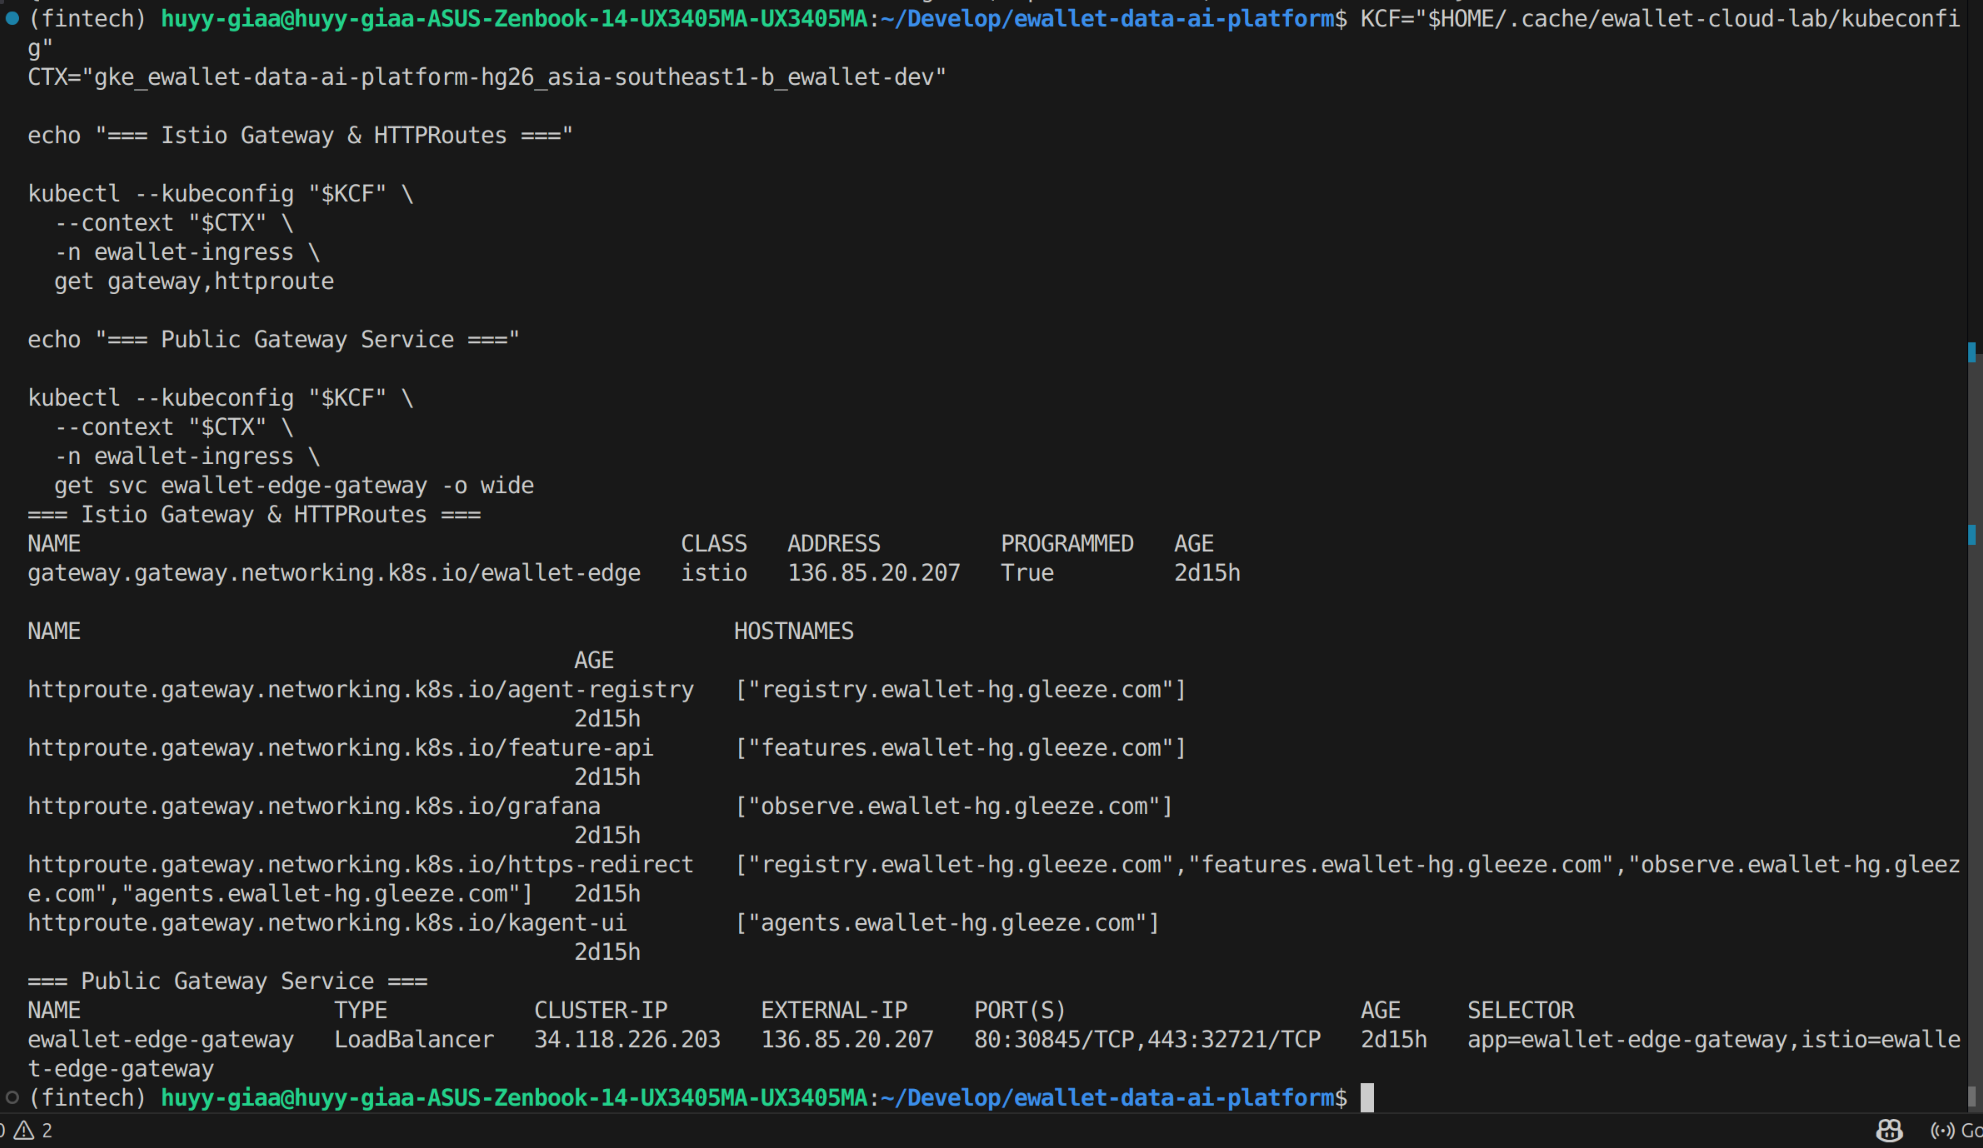 (fintech) huyy-giaa@huyy-giaa-ASUS-Zenbook-14-UX3405MA-UX3405MA:~/Develop/ewallet-data-ai-platform$ KCF="$HOME/.cache/ewallet-cloud-lab/kubeconfi
g"
CTX="gke_ewallet-data-ai-platform-hg26_asia-southeast1-b_ewallet-dev"
echo "=== Istio Gateway & HTTPRoutes ==="
kubectl --kubeconfig "$KCF" \
  --context "$CTX" \
  -n ewallet-ingress \
  get gateway,httproute
echo "=== Public Gateway Service ==="
kubectl --kubeconfig "$KCF" \
  --context "$CTX" \
  -n ewallet-ingress \
  get svc ewallet-edge-gateway -o wide
=== Istio Gateway & HTTPRoutes ===
NAME                                             CLASS   ADDRESS         PROGRAMMED   AGE
gateway.gateway.networking.k8s.io/ewallet-edge   istio   136.85.20.207   True         2d15h
NAME                                                 HOSTNAMES
                                         AGE
httproute.gateway.networking.k8s.io/agent-registry   ["registry.ewallet-hg.gleeze.com"]
                                         2d15h
httproute.gateway.networking.k8s.io/feature-api      ["features.ewallet-hg.gleeze.com"]
                                         2d15h
httproute.gateway.networking.k8s.io/grafana          ["observe.ewallet-hg.gleeze.com"]
                                         2d15h
httproute.gateway.networking.k8s.io/https-redirect   ["registry.ewallet-hg.gleeze.com","features.ewallet-hg.gleeze.com","observe.ewallet-hg.gleez
e.com","agents.ewallet-hg.gleeze.com"]   2d15h
httproute.gateway.networking.k8s.io/kagent-ui        ["agents.ewallet-hg.gleeze.com"]
                                         2d15h
=== Public Gateway Service ===
NAME                   TYPE           CLUSTER-IP       EXTERNAL-IP     PORT(S)                      AGE     SELECTOR
ewallet-edge-gateway   LoadBalancer   34.118.226.203   136.85.20.207   80:30845/TCP,443:32721/TCP   2d15h   app=ewallet-edge-gateway,istio=ewalle
t-edge-gateway
(fintech) huyy-giaa@huyy-giaa-ASUS-Zenbook-14-UX3405MA-UX3405MA:~/Develop/ewallet-data-ai-platform$
2